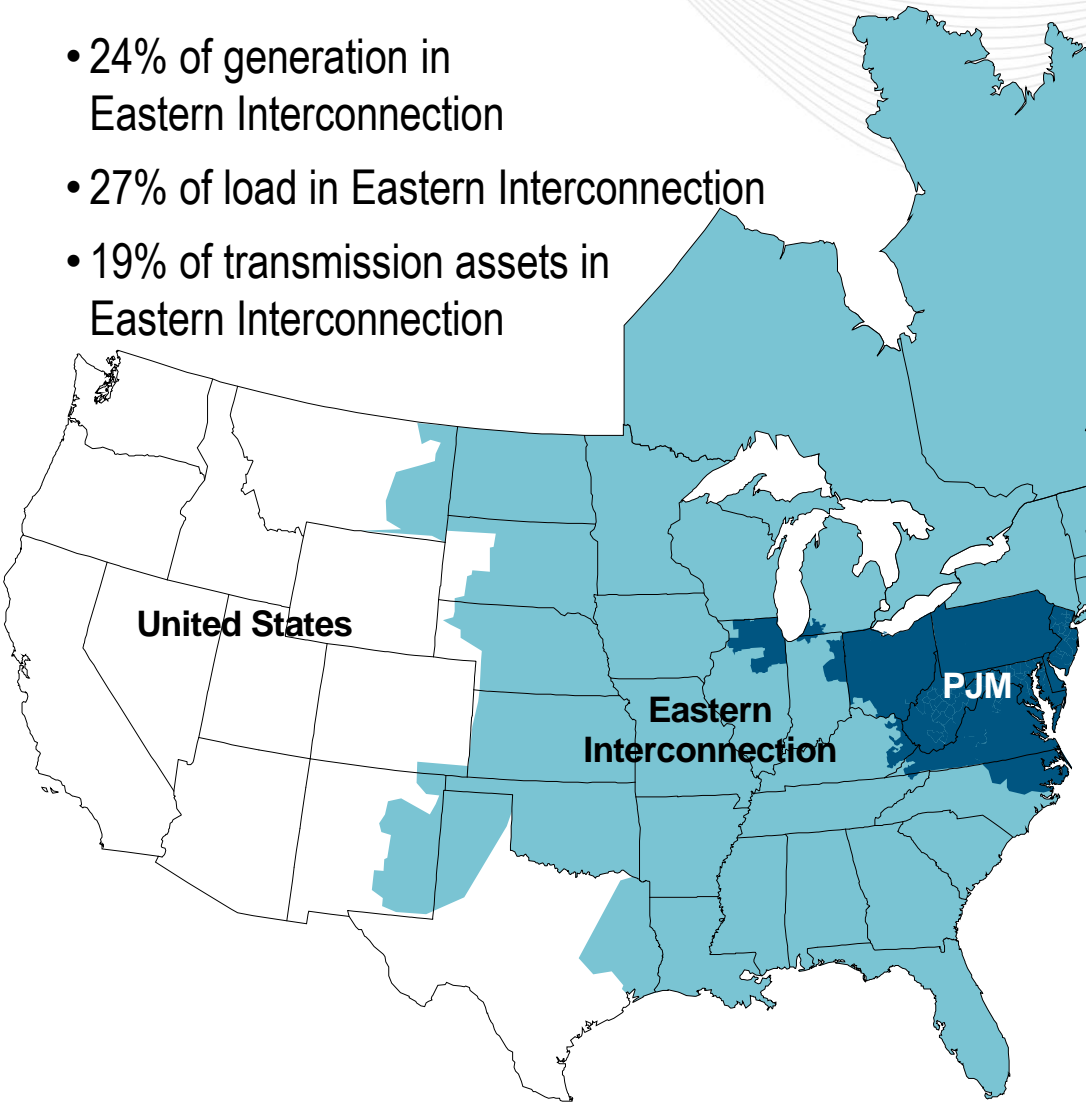 • 24% of generation in
Eastern Interconnection
• 27% of load in Eastern Interconnection
• 19% of transmission assets in
Eastern Interconnection
United States
PJM
Eastern
Interconnection